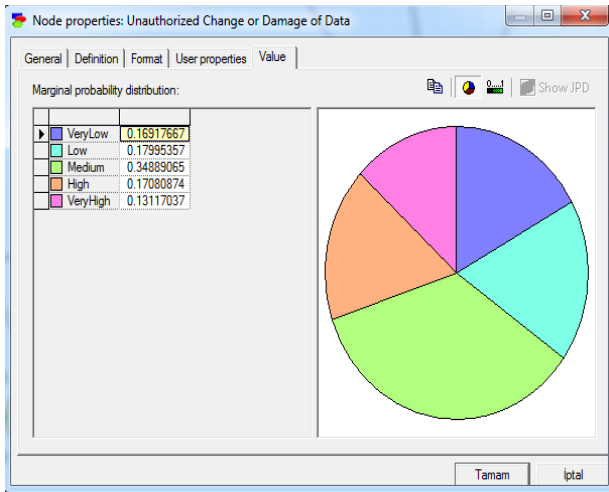 Node properties: Unauthorized Change or Damage of Data
General Definition Format User properties Value
Marginal probability distribution:
Show JPD
VeryLow 0.16917667
Low 0.17995357
Medium 0.34889065
High 0.17080874
VeryHigh 0.13117037
Tamam İptal